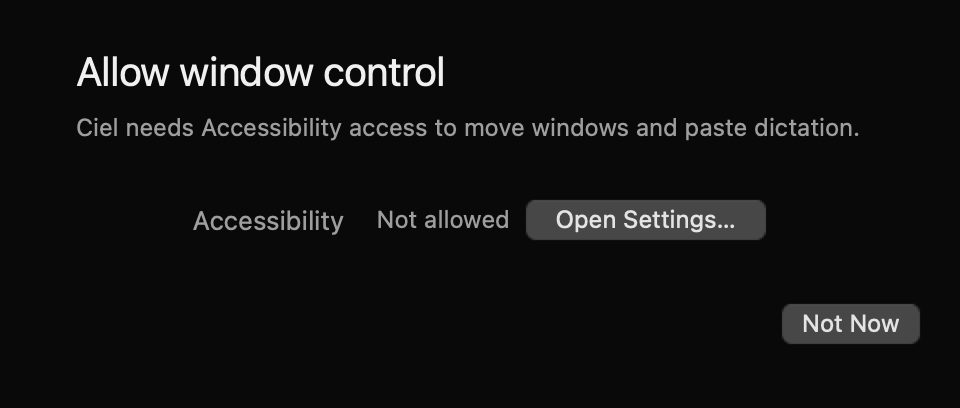 Allow window control
Ciel needs Accessibility access to move windows and paste dictation.
Accessibility Not allowed Open Settings...
Not Now